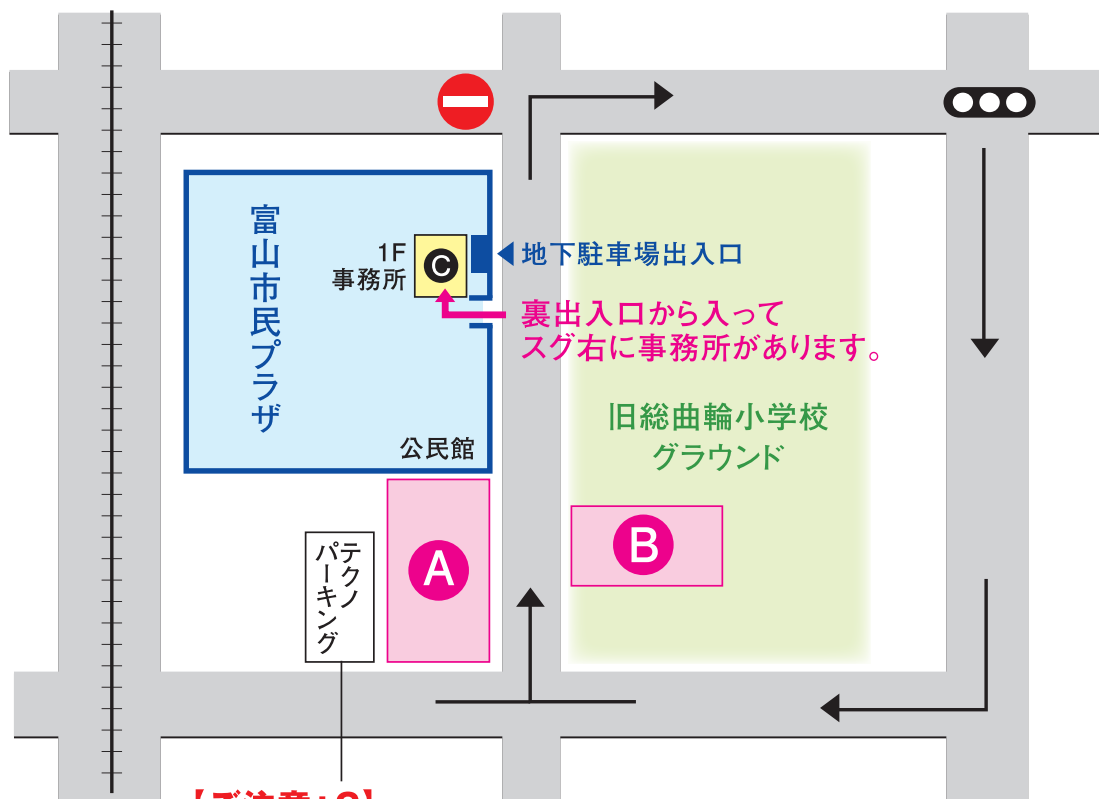 富山市民プラザ
1F
事務所
C
地下駐車場出入口
裏出入口から入って
スグ右に事務所があります。
旧総曲輪小学校
グラウンド
公民館
A
B
テクノ
パーキング